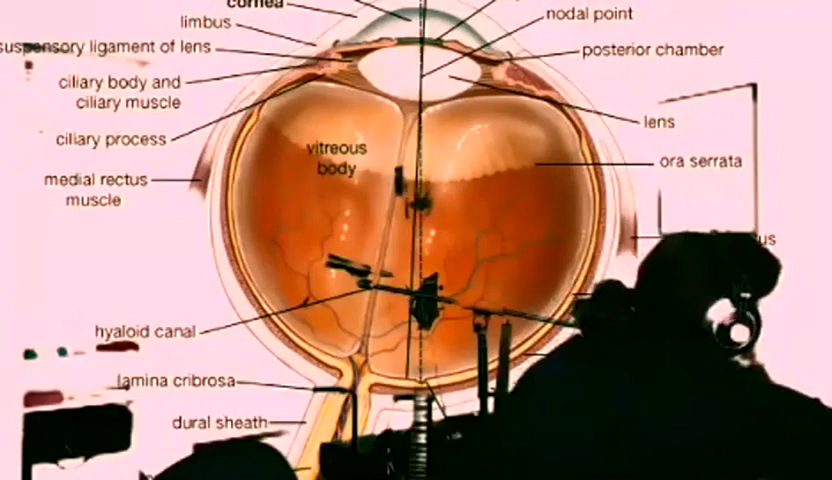 cornea
limbus
nodal point
suspensory ligament of lens
posterior chamber
ciliary body and
ciliary muscle
lens
ciliary process
vitreous
body
ora serrata
medial rectus
muscle
us
hyaloid canal
lamina cribrosa
dural sheath